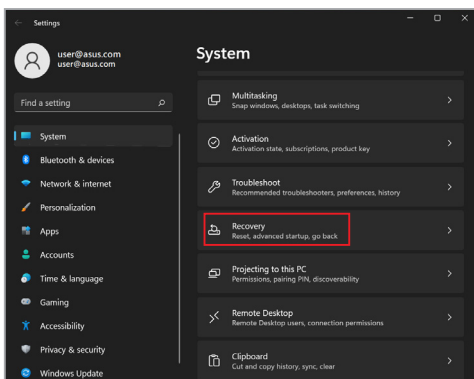 Settings
user@asus.com
user@asus.com
Find a setting
System
Bluetooth & devices
Network & internet
Personalization
Apps
Accounts
Time & language
Gaming
Accessibility
Privacy & security
Windows Update
System
Multitasking
Snap windows, desktops, task switching
Activation
Activation state, subscriptions, product key
Troubleshoot
Recommended troubleshooters, preferences, history
Recovery
Reset, advanced startup, go back
Projecting to this PC
Permissions, pairing PIN, discoverability
Remote Desktop
Remote Desktop users, connection permissions
Clipboard
Cut and copy history, sync, clear